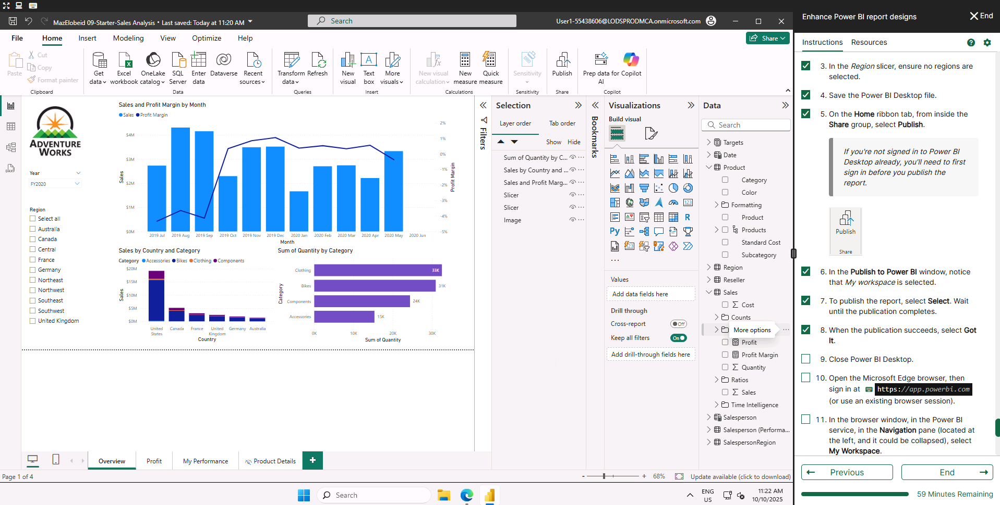 MazElobeid 09-Starter-Sales Analysis • Last saved: Today at 11:20 AM
Search
User1-55438606@LODSPRODMCA.onmicrosoft.com
File Home Insert Modeling View Optimize Help
Share
Paste
Cut
Copy
Format painter
Clipboard
Get data
Excel workbook
OneLake catalog
SQL Server
Enter data
Dataverse
Recent sources
Data
Transform data
Refresh
Queries
New visual
Text box
More visuals
Insert
New visual calculation
New measure
Quick measure
Calculations
Sensitivity
Sensitivity
Publish
Share
Prep data for AI
Copilot
Copilot
ADVENTURE
WORKS
Year
FY2020
Region
Select all
Australia
Canada
Central
France
Germany
Northeast
Northwest
Southeast
Southwest
United Kingdom
Sales and Profit Margin by Month
Sales Profit Margin
$4M
$3M
$2M
$1M
$0M
Sales
2%
1%
0%
-1%
-2%
-3%
-4%
-5%
Profit Margin
2019 Jul 2019 Aug 2019 Sep 2019 Oct 2019 Nov 2019 Dec 2020 Jan 2020 Feb 2020 Mar 2020 Apr 2020 May 2020 Jun
Month
Sales by Country and Category
Category Accessories Bikes Clothing Components
$20M
$15M
$10M
$5M
$0M
Sales
United States Canada France United Kingdom Germany Australia
Country
Sum of Quantity by Category
Category
Clothing 33K
Bikes 31K
Components 24K
Accessories 15K
0K 10K 20K 30K
Sum of Quantity
Filters
Selection
Layer order Tab order
Show Hide
Sum of Quantity by C...
Sales by Country and ...
Sales and Profit Marg...
Slicer
Slicer
Image
Bookmarks
Visualizations
Build visual
123
R
Py
123
Values
Add data fields here
Drill through
Cross-report Off
Keep all filters On
Add drill-through fields here
Data
Search
Targets
Date
Product
Category
Color
Formatting
Product
Products
Standard Cost
Subcategory
Region
Reseller
Sales
Cost
Counts
More options
Profit
Profit Margin
Quantity
Ratios
Sales
Time Intelligence
Salesperson
Salesperson (Performa...
SalespersonRegion
Overview Profit My Performance Product Details +
Page 1 of 4
- + 68%
Update available (click to download)
Search
ENG
US
11:22 AM
10/10/2025
Enhance Power BI report designs
End
Instructions Resources
3. In the Region slicer, ensure no regions are
selected.
4. Save the Power BI Desktop file.
5. On the Home ribbon tab, from inside the
Share group, select Publish.
If you're not signed in to Power BI
Desktop already, you'll need to first
sign in before you publish the
report.
Publish
Share
6. In the Publish to Power BI window, notice
that My workspace is selected.
7. To publish the report, select Select. Wait
until the publication completes.
8. When the publication succeeds, select Got
It.
9. Close Power BI Desktop.
10. Open the Microsoft Edge browser, then
sign in at https://app.powerbi.com
(or use an existing browser session).
11. In the browser window, in the Power BI
service, in the Navigation pane (located at
the left, and it could be collapsed), select
My Workspace.
Previous
End
59 Minutes Remaining